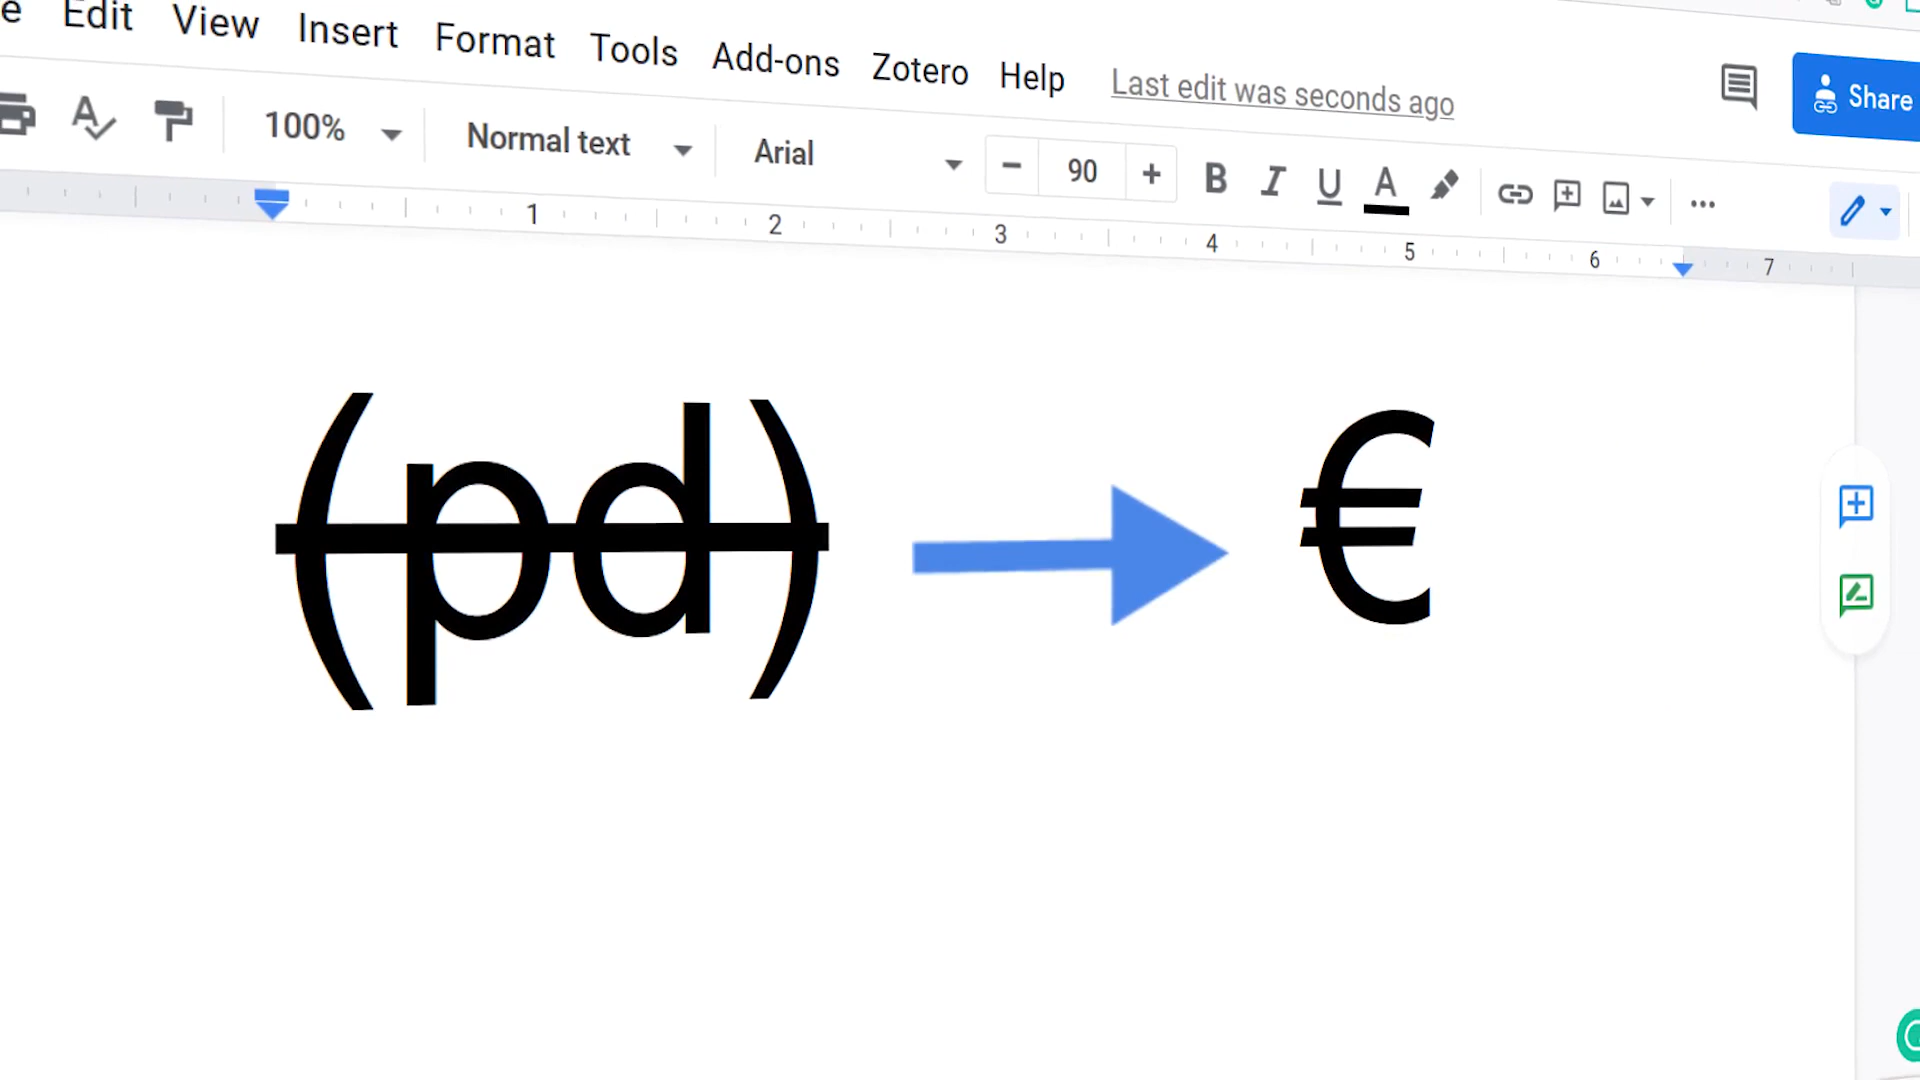 e Edit View Insert Format Tools Add-ons Zotero Help Last edit was seconds ago Share
100% Normal text Arial − 90 + B I U A
1 2 3 4 5 6 7
(pd) €